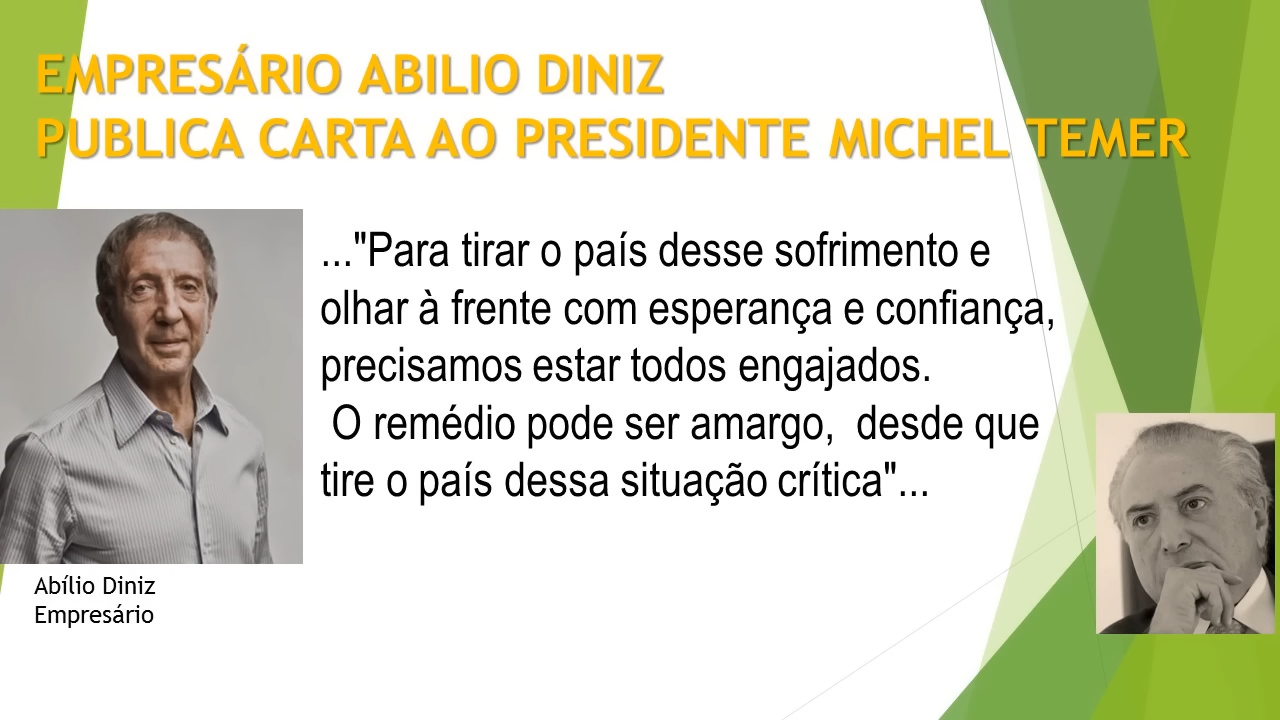 EMPRESÁRIO ABILIO DINIZ
PUBLICA CARTA AO PRESIDENTE MICHEL TEMER
..."Para tirar o país desse sofrimento e
olhar à frente com esperança e confiança,
precisamos estar todos engajados.
O remédio pode ser amargo,  desde que
tire o país dessa situação crítica"...
Abílio Diniz
Empresário